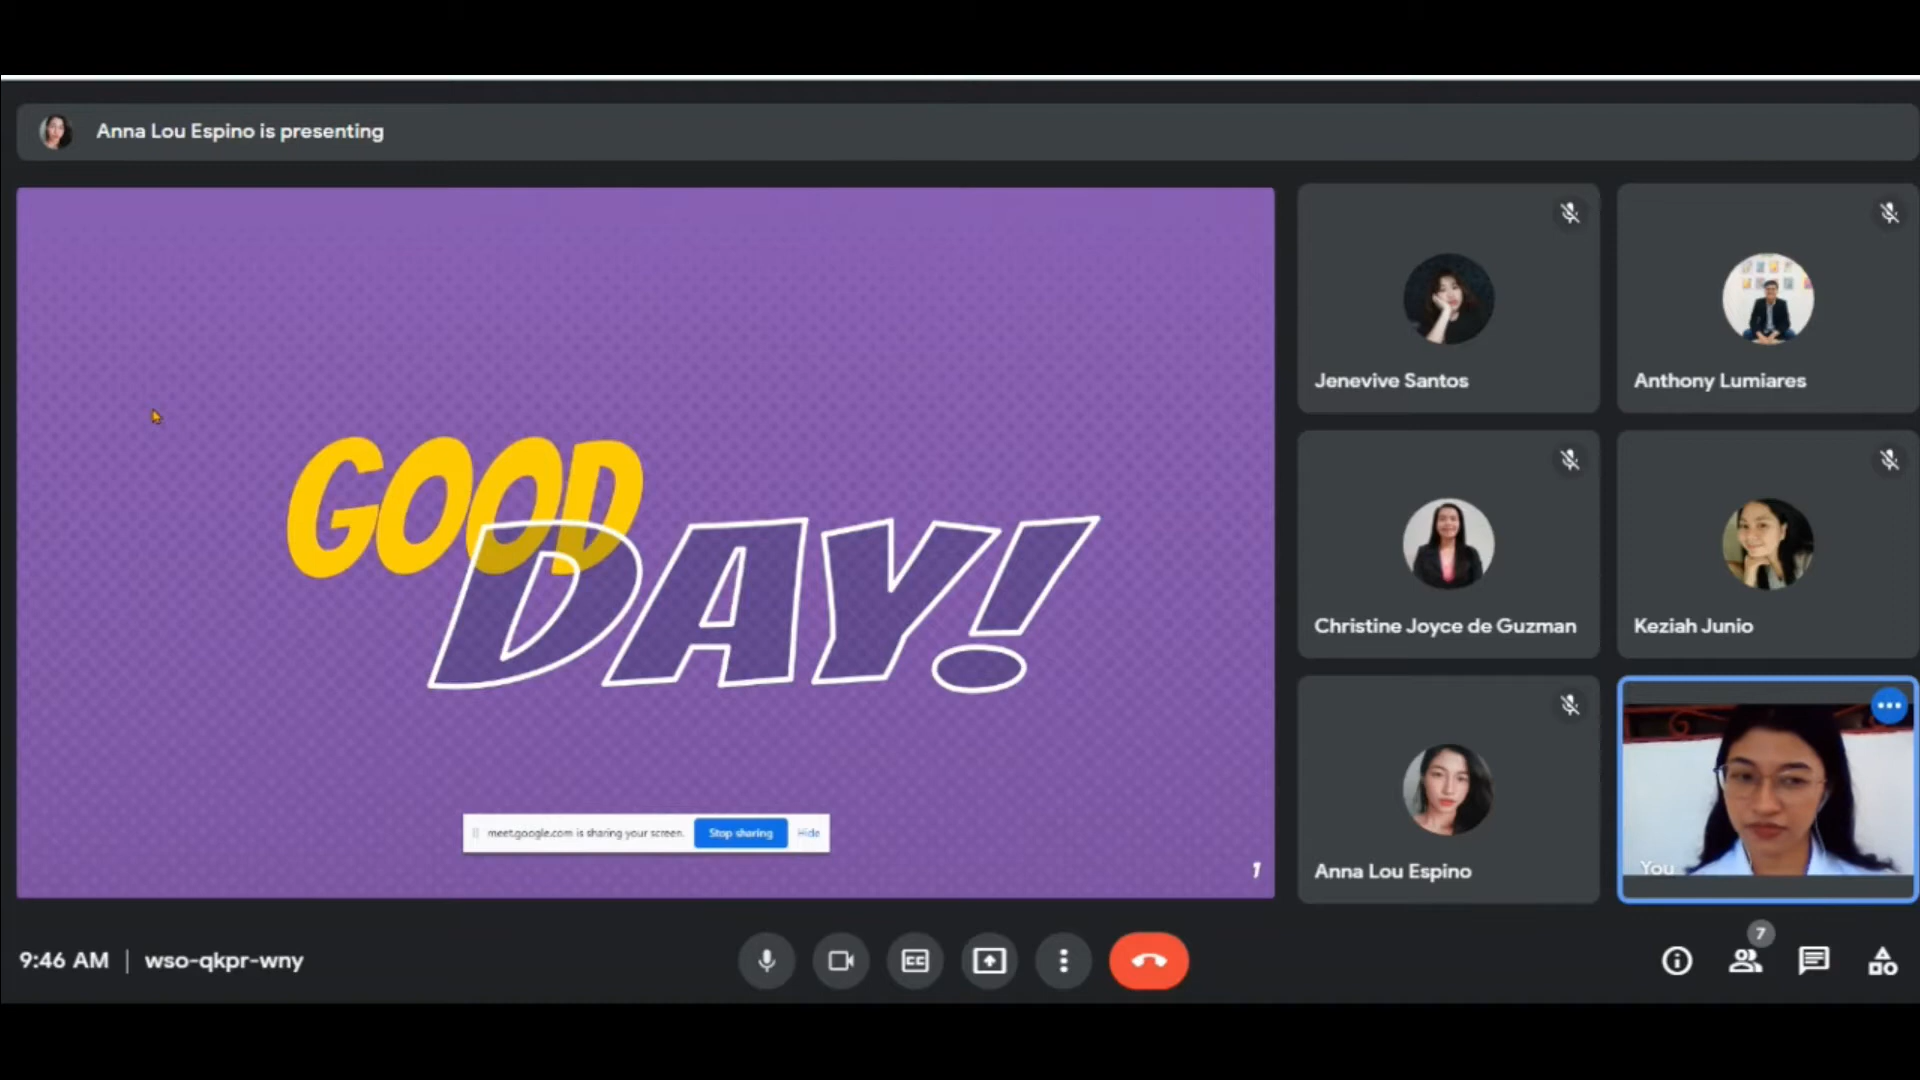 Anna Lou Espino is presenting
GOOD
DAY!
meet.google.com is sharing your screen.
Stop sharing
Hide
1
Jenevive Santos
Anthony Lumiares
Christine Joyce de Guzman
Keziah Junio
Anna Lou Espino
You
9:46 AM | wso-qkpr-wny
CC
7